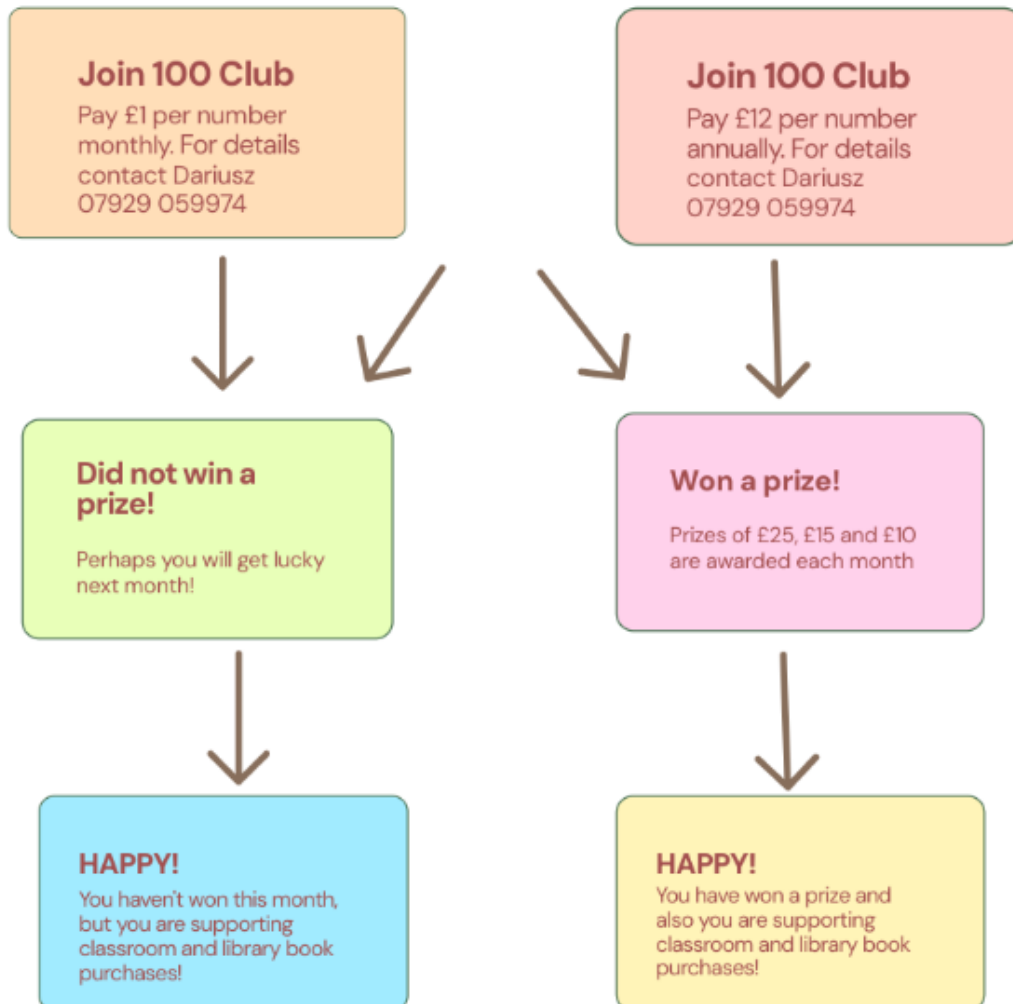 Join 100 Club
Pay £1 per number
monthly. For details
contact Dariusz
07929 059974
Join 100 Club
Pay £12 per number
annually. For details
contact Dariusz
07929 059974
Did not win a
prize!
Perhaps you will get lucky
next month!
Won a prize!
Prizes of £25, £15 and £10
are awarded each month
HAPPY!
You haven't won this month,
but you are supporting
classroom and library book
purchases!
HAPPY!
You have won a prize and
also you are supporting
classroom and library book
purchases!